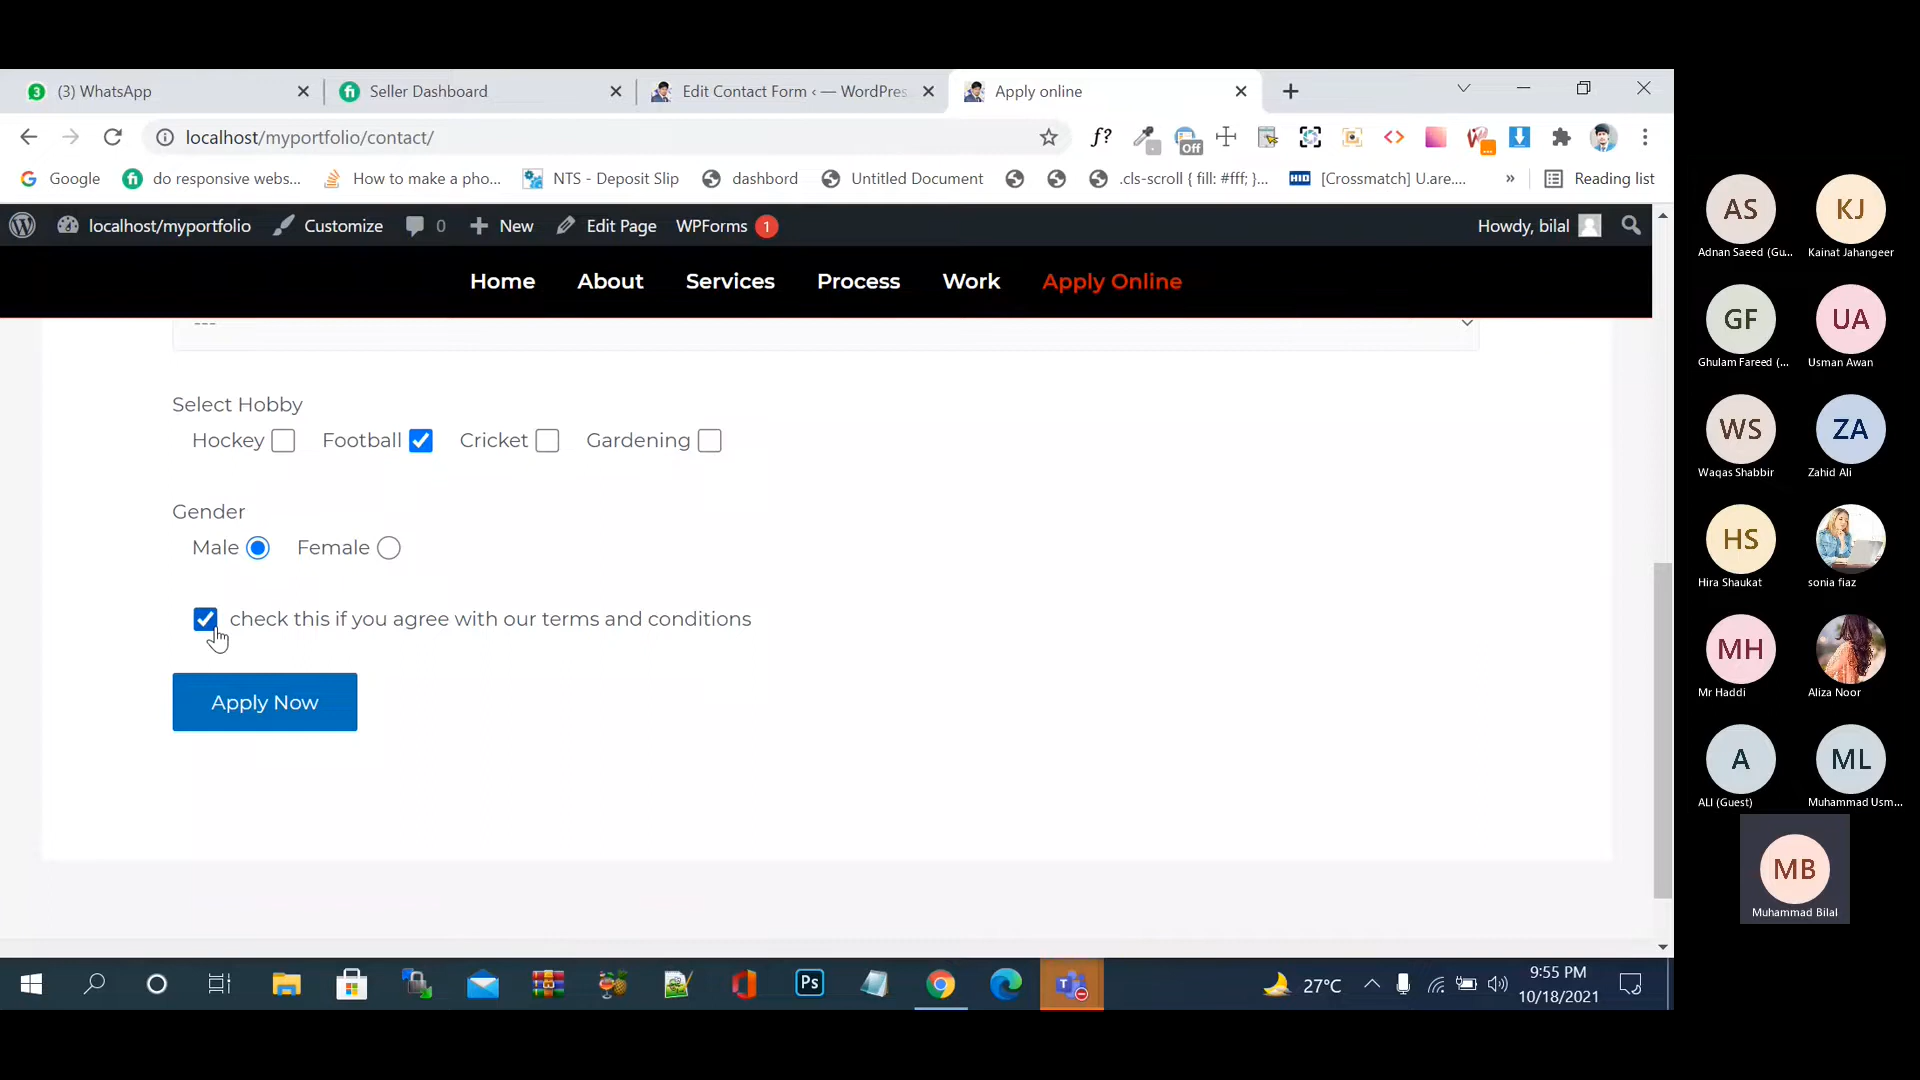 3 (3) WhatsApp
Seller Dashboard
Edit Contact Form ‹ — WordPres
Apply online
localhost/myportfolio/contact/
f?
Off
Google
do responsive webs...
How to make a pho...
NTS - Deposit Slip
dashbord
Untitled Document
.cls-scroll { fill: #fff; }...
HID [Crossmatch] U.are....
»
Reading list
localhost/myportfolio
Customize
0
New
Edit Page
WPForms 1
Howdy, bilal
Home
About
Services
Process
Work
Apply Online
---
Select Hobby
Hockey
Football
Cricket
Gardening
Gender
Male
Female
check this if you agree with our terms and conditions
Apply Now
AS
Adnan Saeed (Gu...
KJ
Kainat Jahangeer
GF
Ghulam Fareed (...
UA
Usman Awan
WS
Waqas Shabbir
ZA
Zahid Ali
HS
Hira Shaukat
sonia fiaz
MH
Mr Haddi
Aliza Noor
A
ALI (Guest)
ML
Muhammad Usm...
MB
Muhammad Bilal
Ps
27°C
9:55 PM
10/18/2021